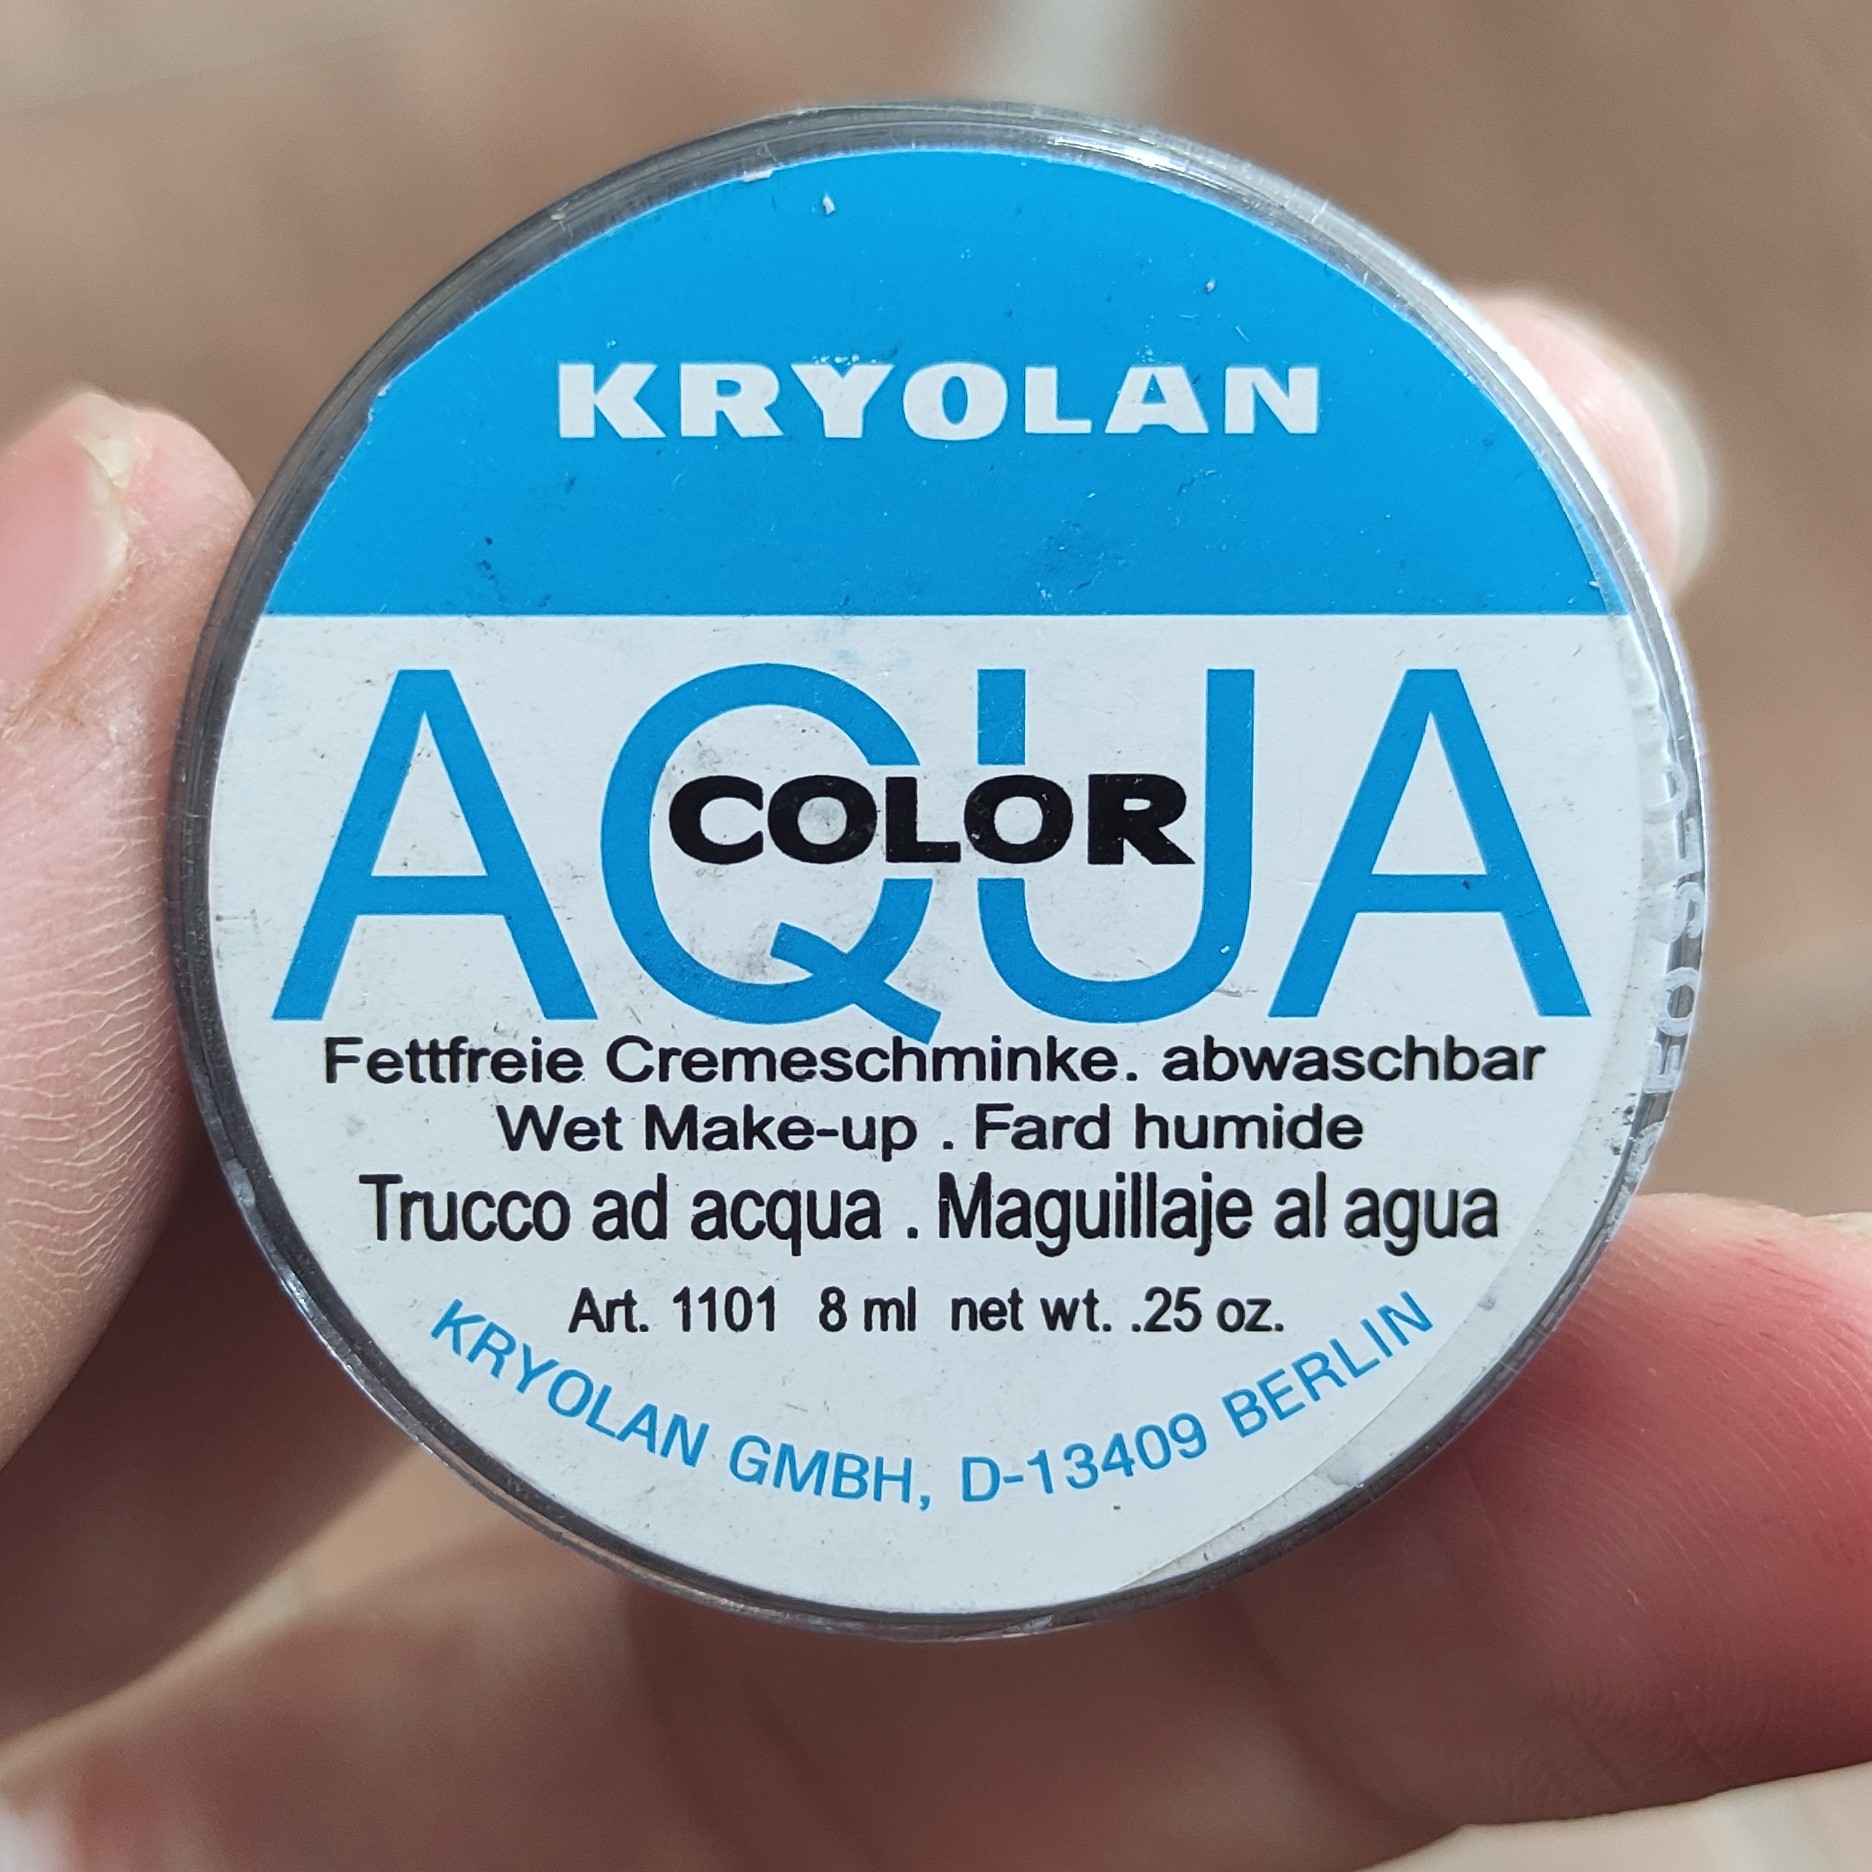 KRYOLAN
AQUA
COLOR
Fettfreie Cremeschminke. abwaschbar
Wet Make-up . Fard humide
Trucco ad acqua . Maquillaje al agua
Art. 1101 8 ml net wt. .25 oz.
KRYOLAN GMBH, D-13409 BERLIN